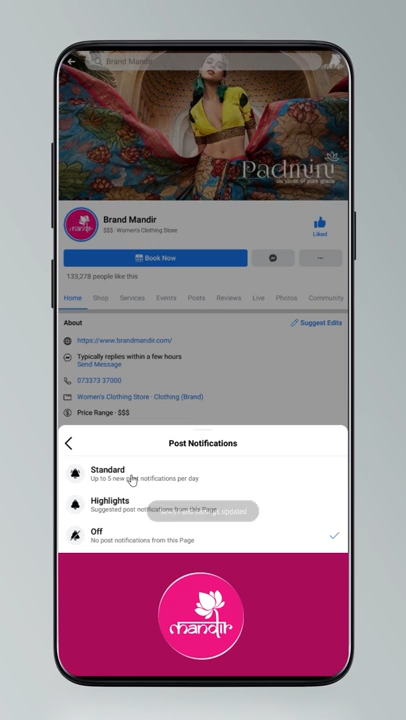 Brand Mandir
Padmini
mandir
Brand Mandir
$$$ · Women's Clothing Store
Liked
Book Now
133,278 people like this
Home Shop Services Events Posts Reviews Live Photos Community
About
Suggest Edits
https://www.brandmandir.com/
Typically replies within a few hours
Send Message
073373 37000
Women's Clothing Store · Clothing (Brand)
Price Range · $$$
Post Notifications
Standard
Up to 5 new post notifications per day
Highlights
Suggested post notifications from this Page
updated
Off
No post notifications from this Page
mandir